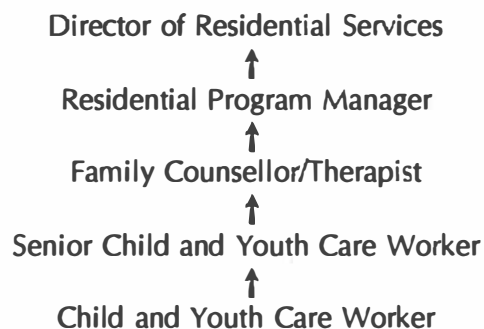 Director of Residential Services
Residential Program Manager
Family Counsellor/Therapist
Senior Child and Youth Care Worker
Child and Youth Care Worker